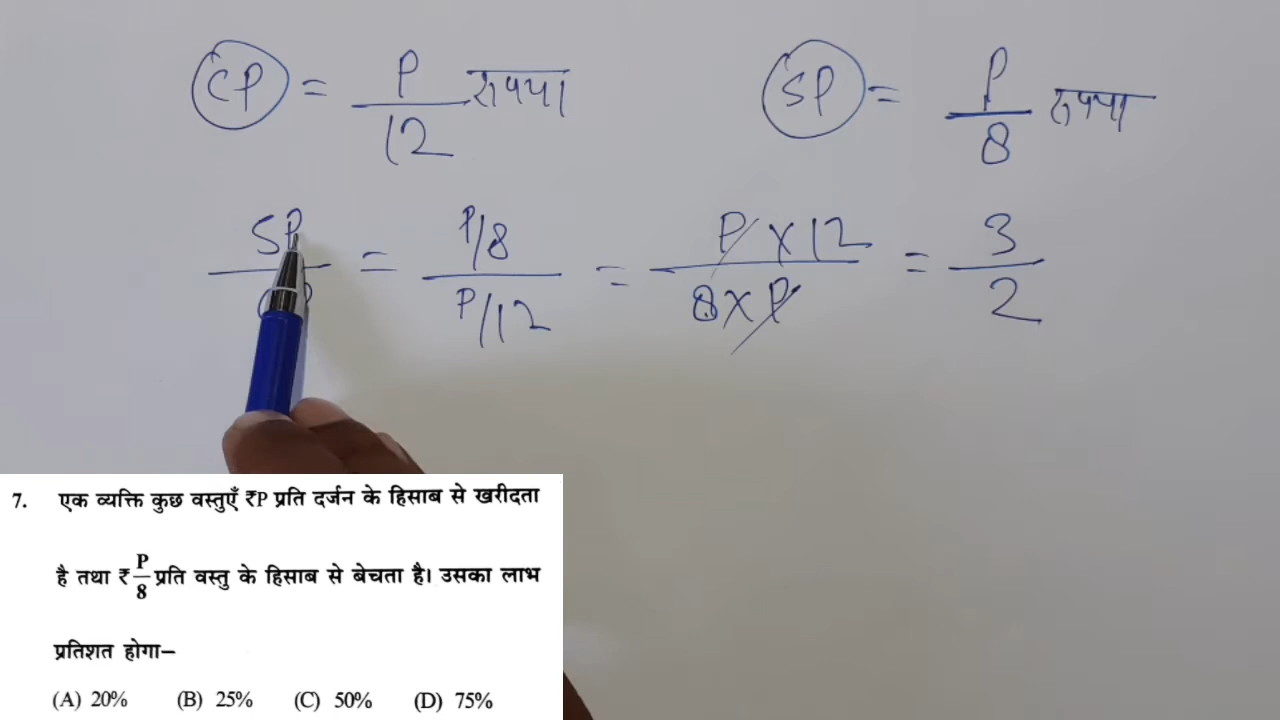 CP = P/12 रुपया
SP = P/8 रुपया
SP/CP = P/8 / P/12 = P × 12 / 8 × P = 3/2
7. एक व्यक्ति कुछ वस्तुएँ ₹P प्रति दर्जन के हिसाब से खरीदता
है तथा ₹ P/8 प्रति वस्तु के हिसाब से बेचता है। उसका लाभ
प्रतिशत होगा–
(A) 20% (B) 25% (C) 50% (D) 75%